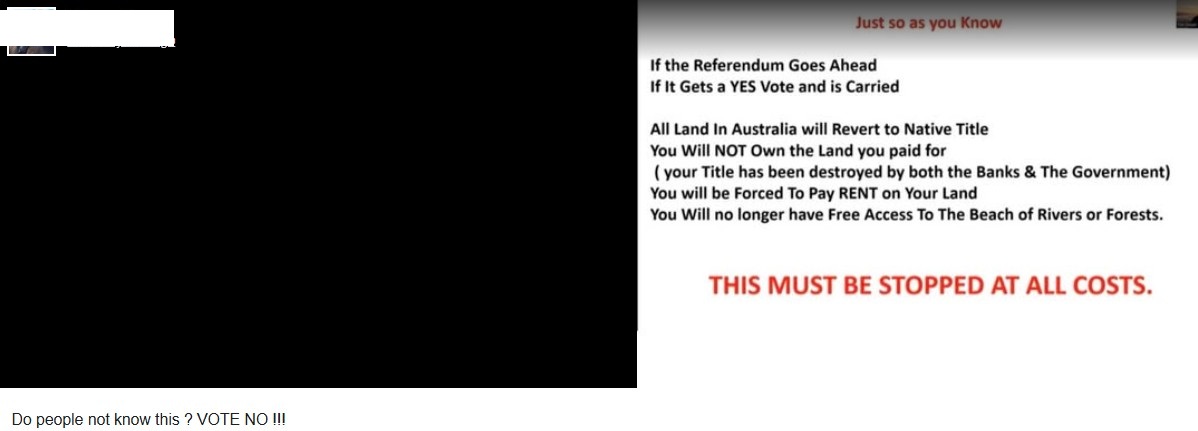 Just so as you Know
If the Referendum Goes Ahead
If It Gets a YES Vote and is Carried
All Land In Australia will Revert to Native Title
You Will NOT Own the Land you paid for
( your Title has been destroyed by both the Banks & The Government)
You will be Forced To Pay RENT on Your Land
You Will no longer have Free Access To The Beach of Rivers or Forests.
THIS MUST BE STOPPED AT ALL COSTS.
Do people not know this ? VOTE NO !!!